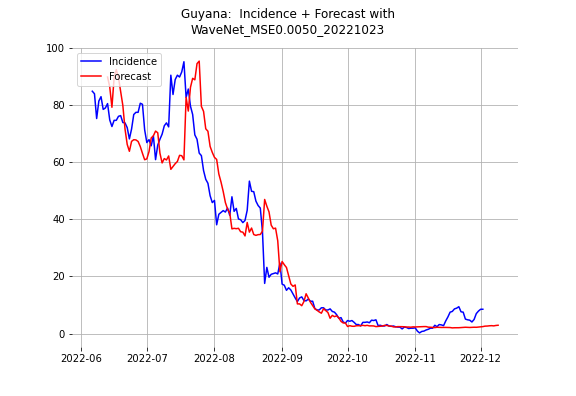 Guyana:  Incidence + Forecast with
WaveNet_MSE0.0050_20221023
100
80
60
40
20
0
Incidence
Forecast
2022-06 2022-07 2022-08 2022-09 2022-10 2022-11 2022-12